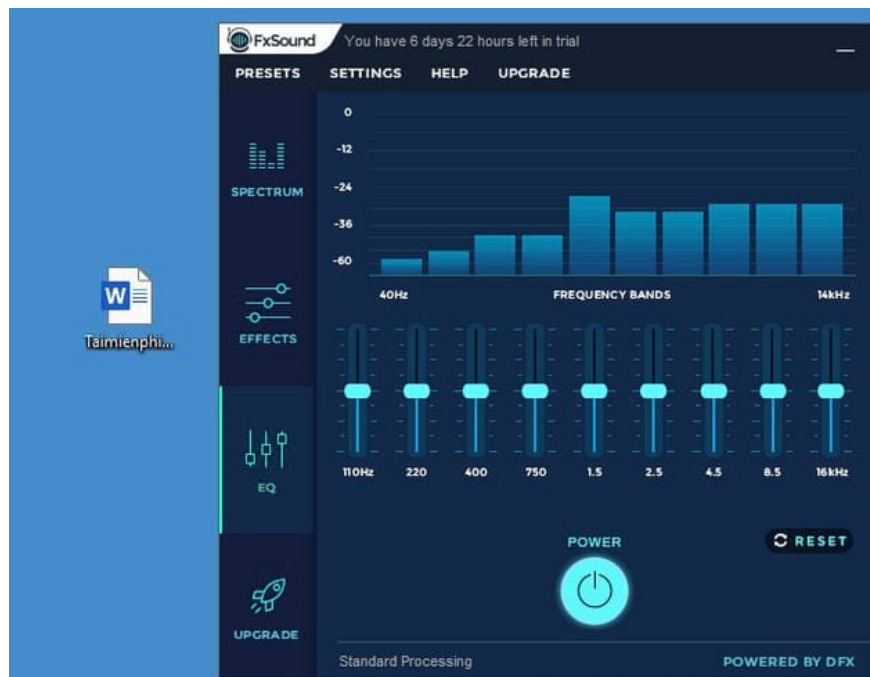 FxSound You have 6 days 22 hours left in trial
PRESETS SETTINGS HELP UPGRADE
0
-12
-24
-36
-60
40Hz FREQUENCY BANDS 14kHz
SPECTRUM
EFFECTS
EQ
UPGRADE
W
Taimienphi...
110Hz 220 400 750 1.5 2.5 4.5 8.5 16kHz
POWER
RESET
Standard Processing POWERED BY DFX